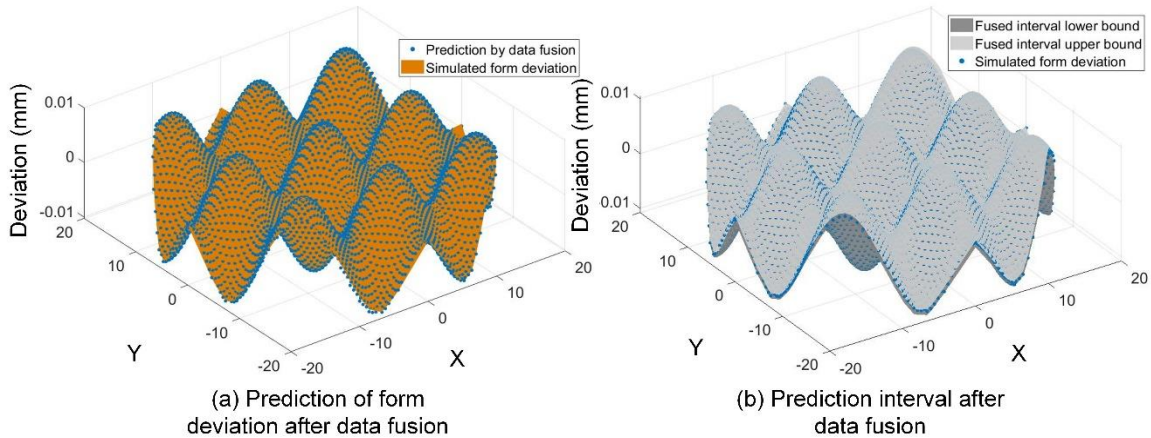 Prediction by data fusion
Simulated form deviation
Deviation (mm)
0.01
0
-0.01
20
10
0
-10
-20
Y
-20
-10
0
10
20
X
(a) Prediction of form
deviation after data fusion
Fused interval lower bound
Fused interval upper bound
Simulated form deviation
Deviation (mm)
0.01
0
0.01
20
10
0
-10
-20
Y
-20
-10
0
10
20
X
(b) Prediction interval after
data fusion